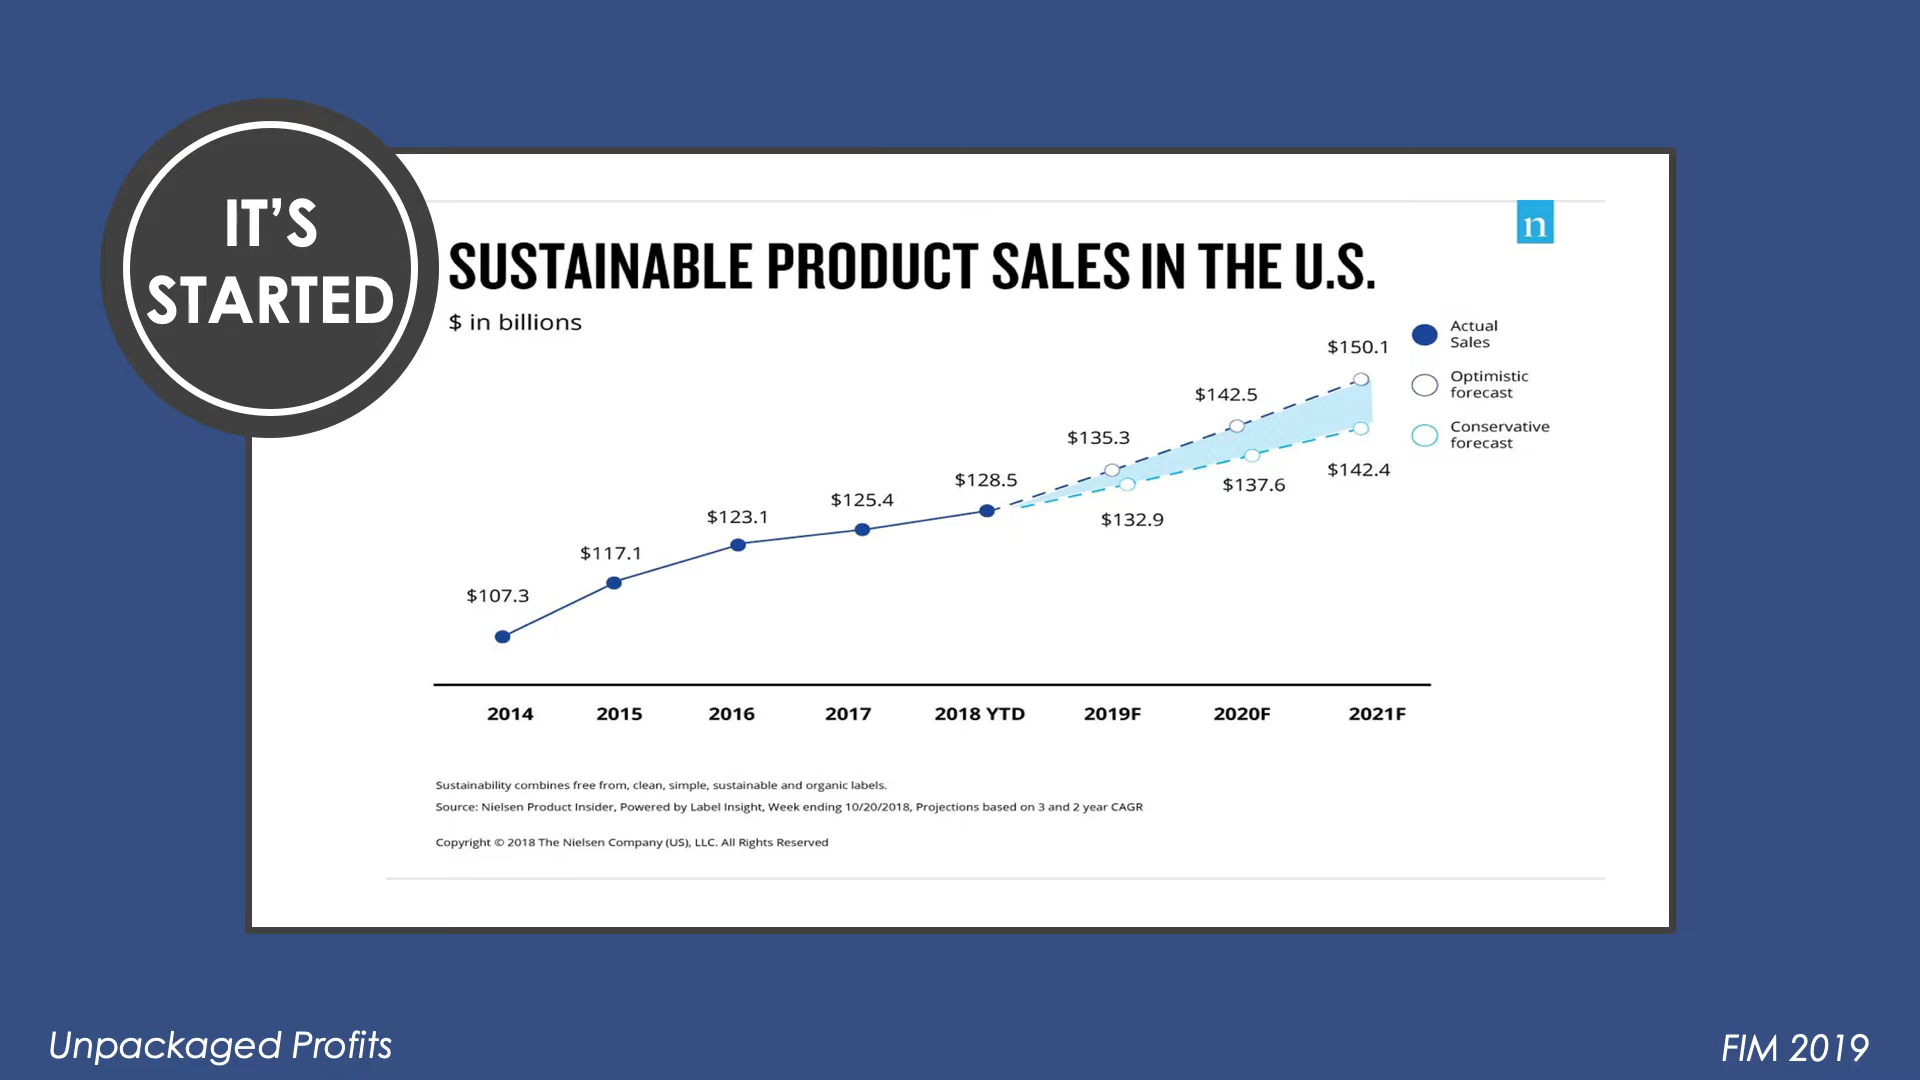 IT’S
STARTED
n
SUSTAINABLE PRODUCT SALES IN THE U.S.
$ in billions
Actual
Sales
Optimistic
forecast
Conservative
forecast
$107.3
$117.1
$123.1
$125.4
$128.5
$135.3
$142.5
$150.1
$132.9
$137.6
$142.4
2014 2015 2016 2017 2018 YTD 2019F 2020F 2021F
Sustainability combines free from, clean, simple, sustainable and organic labels.
Source: Nielsen Product Insider, Powered by Label Insight, Week ending 10/20/2018, Projections based on 3 and 2 year CAGR
Copyright © 2018 The Nielsen Company (US), LLC. All Rights Reserved
Unpackaged Profits
FIM 2019